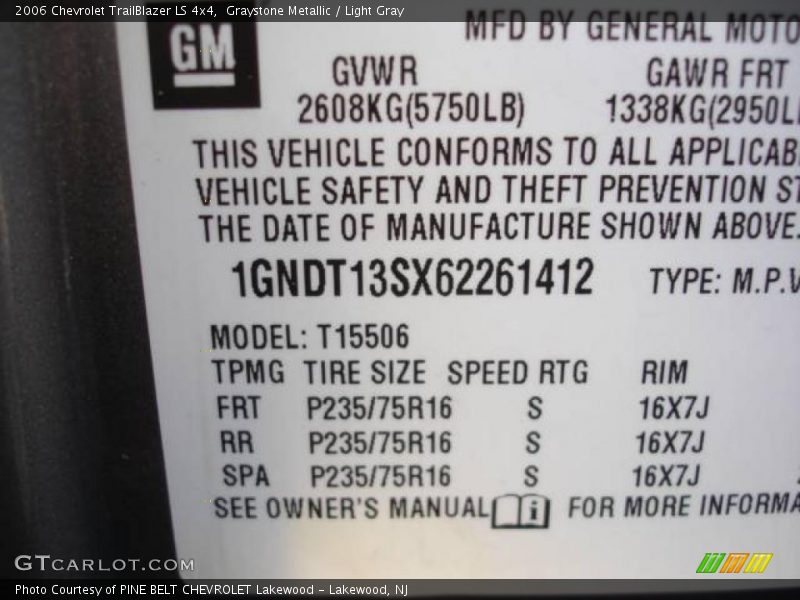 2006 Chevrolet TrailBlazer LS 4x4, Graystone Metallic / Light Gray
MFD BY GENERAL MOTO
GM
GVWR GAWR FRT
2608KG(5750LB) 1338KG(2950L
THIS VEHICLE CONFORMS TO ALL APPLICAB
VEHICLE SAFETY AND THEFT PREVENTION ST
THE DATE OF MANUFACTURE SHOWN ABOVE.
1GNDT13SX62261412 TYPE: M.P.V
MODEL: T15506
TPMG TIRE SIZE SPEED RTG RIM
FRT P235/75R16 S 16X7J
RR P235/75R16 S 16X7J
SPA P235/75R16 S 16X7J
SEE OWNER'S MANUAL i FOR MORE INFORMA
GTCARLOT.COM
Photo Courtesy of PINE BELT CHEVROLET Lakewood - Lakewood, NJ